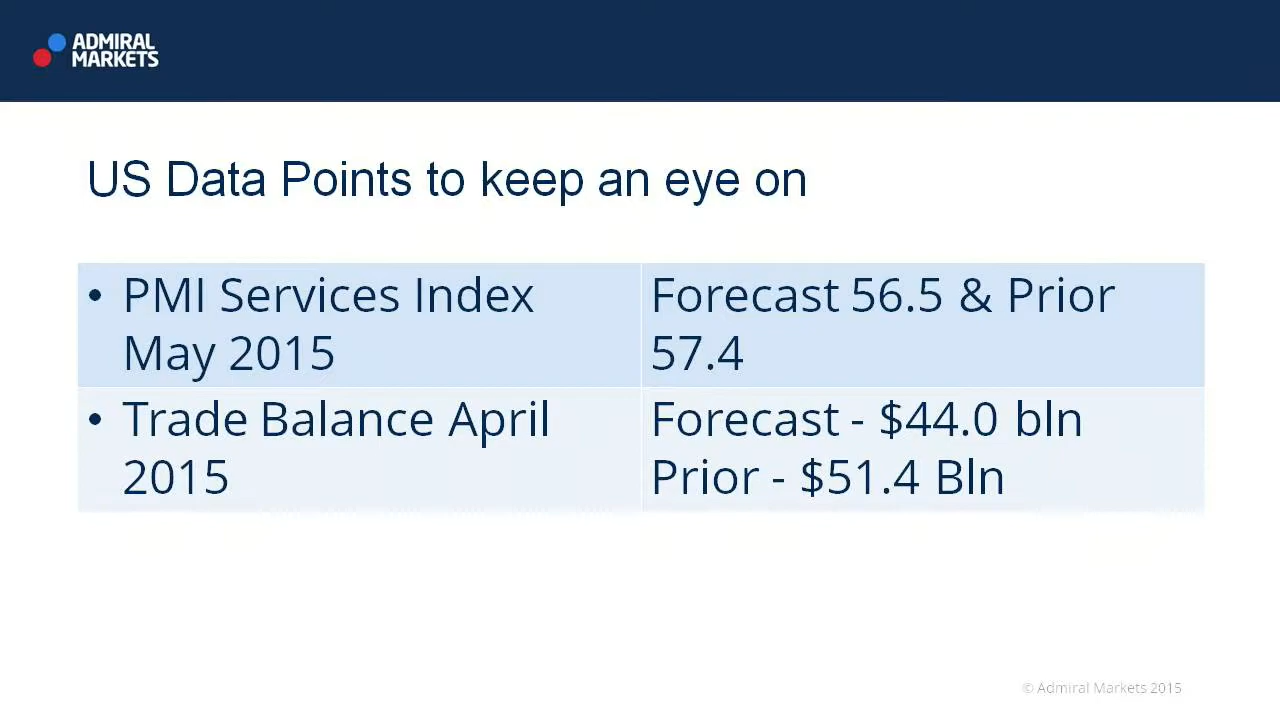 ADMIRAL
MARKETS
US Data Points to keep an eye on
• PMI Services Index
May 2015
Forecast 56.5 & Prior
57.4
• Trade Balance April
2015
Forecast - $44.0 bln
Prior - $51.4 Bln
© Admiral Markets 2015